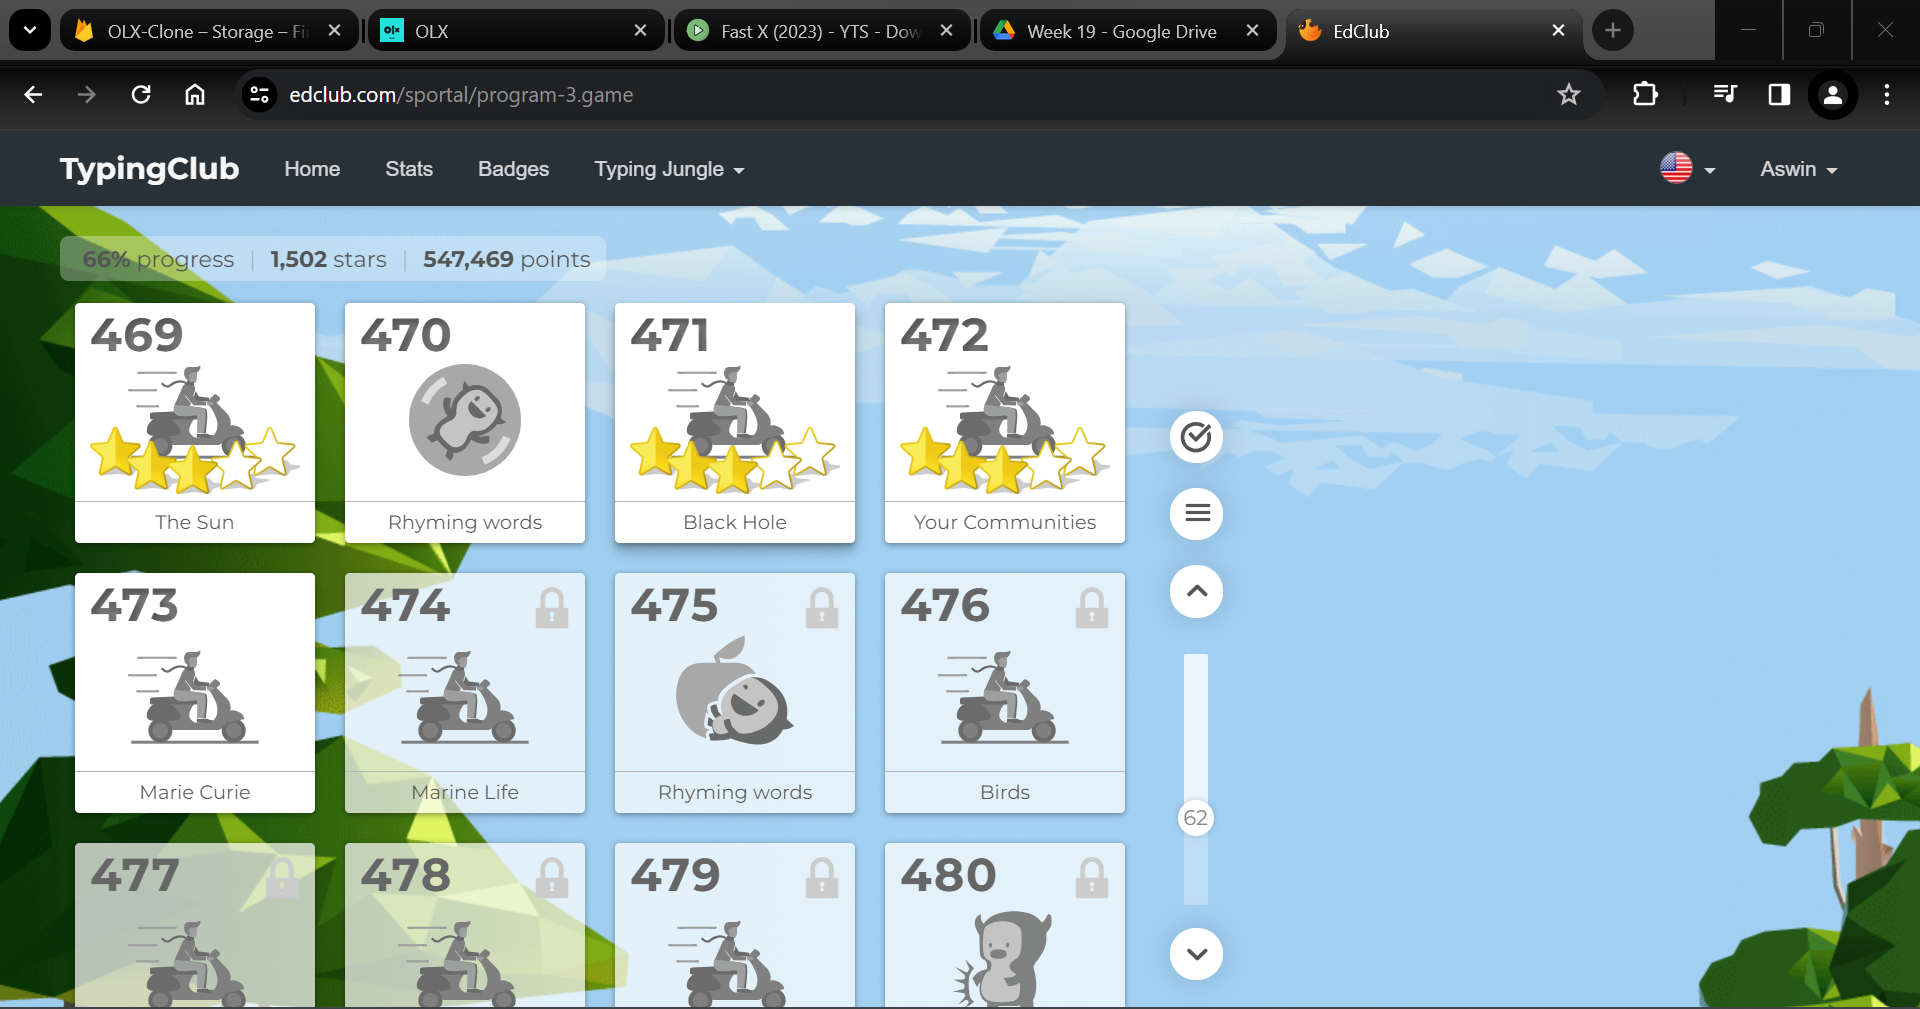 OLX-Clone – Storage – Fi
OLX
Fast X (2023) - YTS - Dow
Week 19 - Google Drive
EdClub
edclub.com/sportal/program-3.game
TypingClub Home Stats Badges Typing Jungle Aswin
66% progress | 1,502 stars | 547,469 points
469 470 471 472
The Sun Rhyming words Black Hole Your Communities
473 474 475 476
Marie Curie Marine Life Rhyming words Birds
62
477 478 479 480